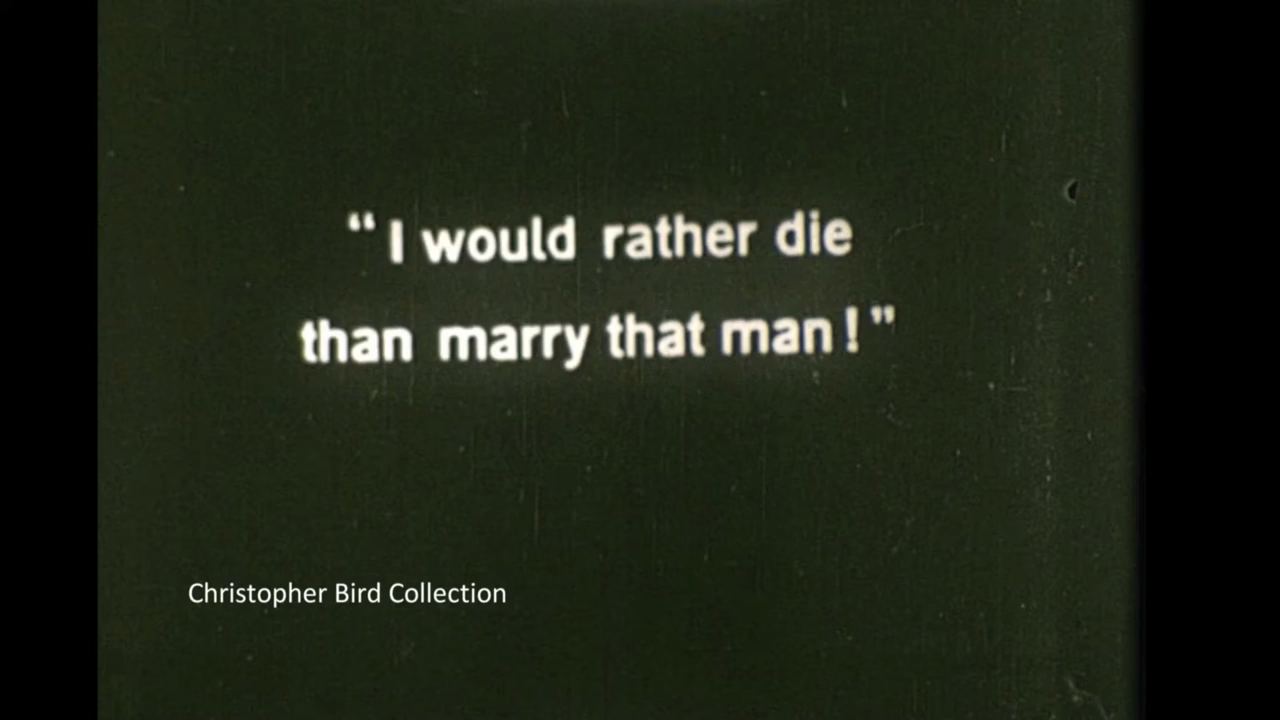 “ I would rather die
than marry that man ! ”
Christopher Bird Collection